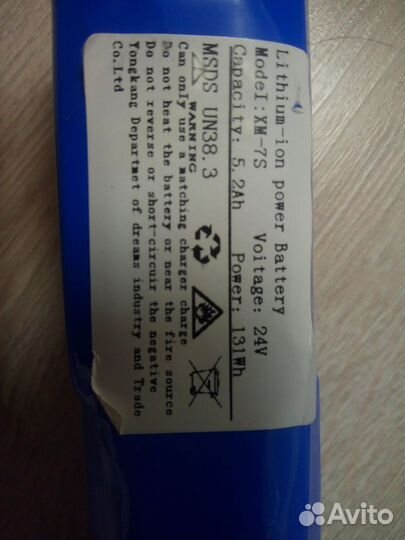 Lithium-ion power Battery
Model:XM-7S   Voltage: 24V
Capacity: 5.2Ah   Power: 131Wh
MSDS UN38.3
WARNING
Can only use a matching charger charge
Do not heat the battery or near the fire source
Do not reverse or short-circuir the negative
Yongkang Departmet of dreams industry and Trade
Co.Ltd
Avito